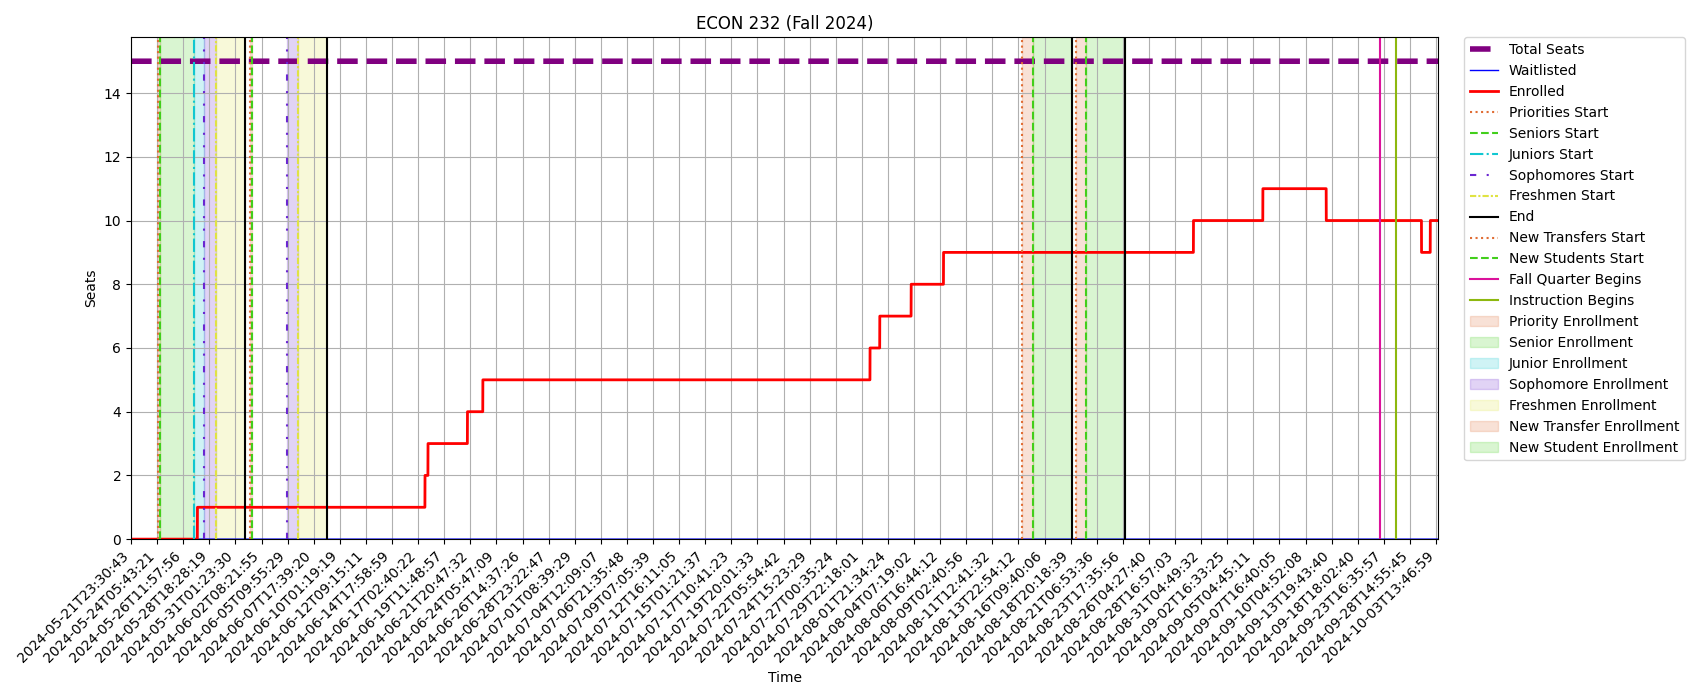 ECON 232 (Fall 2024)
Seats
14
12
10
8
6
4
2
0
2024-05-21T23:30:43
2024-05-24T05:43:21
2024-05-26T11:57:56
2024-05-28T18:28:19
2024-05-31T01:23:30
2024-06-02T08:21:55
2024-06-05T09:55:29
2024-06-07T17:39:20
2024-06-10T01:19:19
2024-06-12T09:15:11
2024-06-14T17:58:59
2024-06-17T02:40:22
2024-06-19T11:48:57
2024-06-21T20:47:32
2024-06-24T05:47:09
2024-06-26T14:37:26
2024-06-28T23:22:47
2024-07-01T08:39:29
2024-07-04T12:09:07
2024-07-06T21:35:48
2024-07-09T07:05:39
2024-07-12T16:11:05
2024-07-15T01:21:37
2024-07-17T10:41:23
2024-07-19T20:01:33
2024-07-22T05:54:42
2024-07-24T15:23:29
2024-07-27T00:35:24
2024-07-29T22:18:01
2024-08-01T21:34:24
2024-08-04T07:19:02
2024-08-06T16:44:12
2024-08-09T02:40:56
2024-08-11T12:41:32
2024-08-13T22:54:12
2024-08-16T09:40:06
2024-08-18T20:18:39
2024-08-21T06:53:36
2024-08-23T17:35:56
2024-08-26T04:27:40
2024-08-28T16:57:03
2024-08-31T04:49:32
2024-09-02T16:33:25
2024-09-05T04:45:11
2024-09-07T16:40:05
2024-09-10T04:52:08
2024-09-13T19:43:40
2024-09-18T18:02:40
2024-09-23T16:35:57
2024-09-28T14:55:45
2024-10-03T13:46:59
Time
Total Seats
Waitlisted
Enrolled
Priorities Start
Seniors Start
Juniors Start
Sophomores Start
Freshmen Start
End
New Transfers Start
New Students Start
Fall Quarter Begins
Instruction Begins
Priority Enrollment
Senior Enrollment
Junior Enrollment
Sophomore Enrollment
Freshmen Enrollment
New Transfer Enrollment
New Student Enrollment